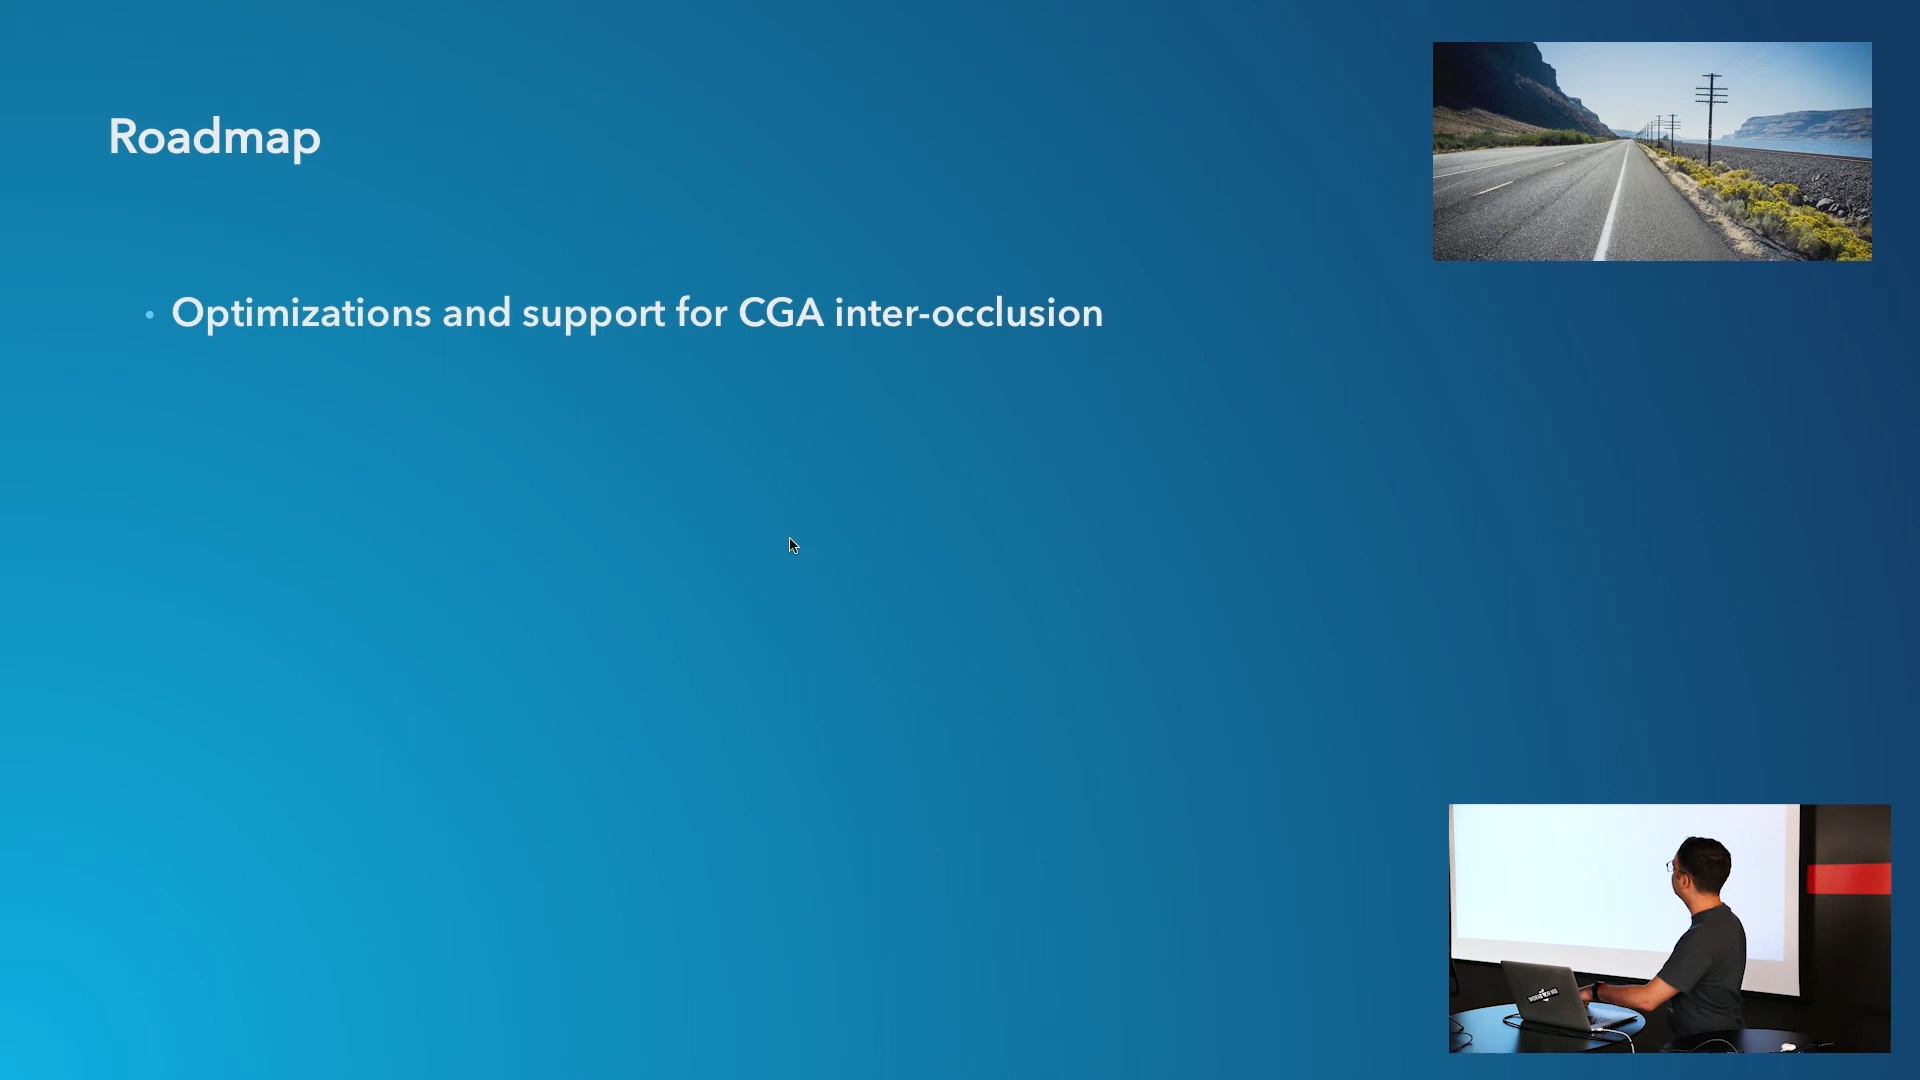 Roadmap
• Optimizations and support for CGA inter-occlusion